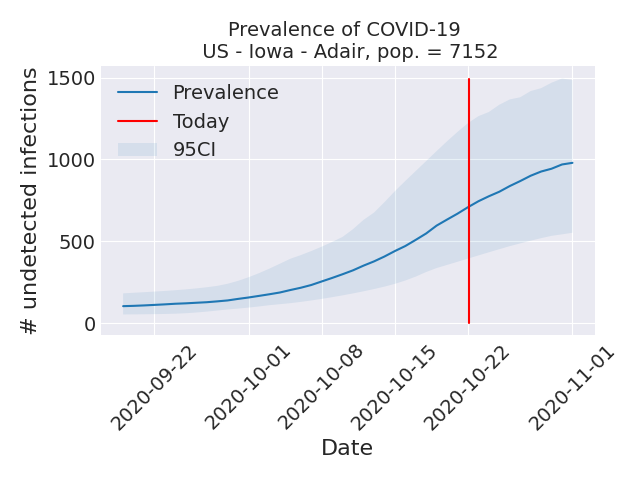 Prevalence of COVID-19
US - Iowa - Adair, pop. = 7152
# undetected infections
1500
1000
500
0
Prevalence
Today
95CI
2020-09-22
2020-10-01
2020-10-08
2020-10-15
2020-10-22
2020-11-01
Date